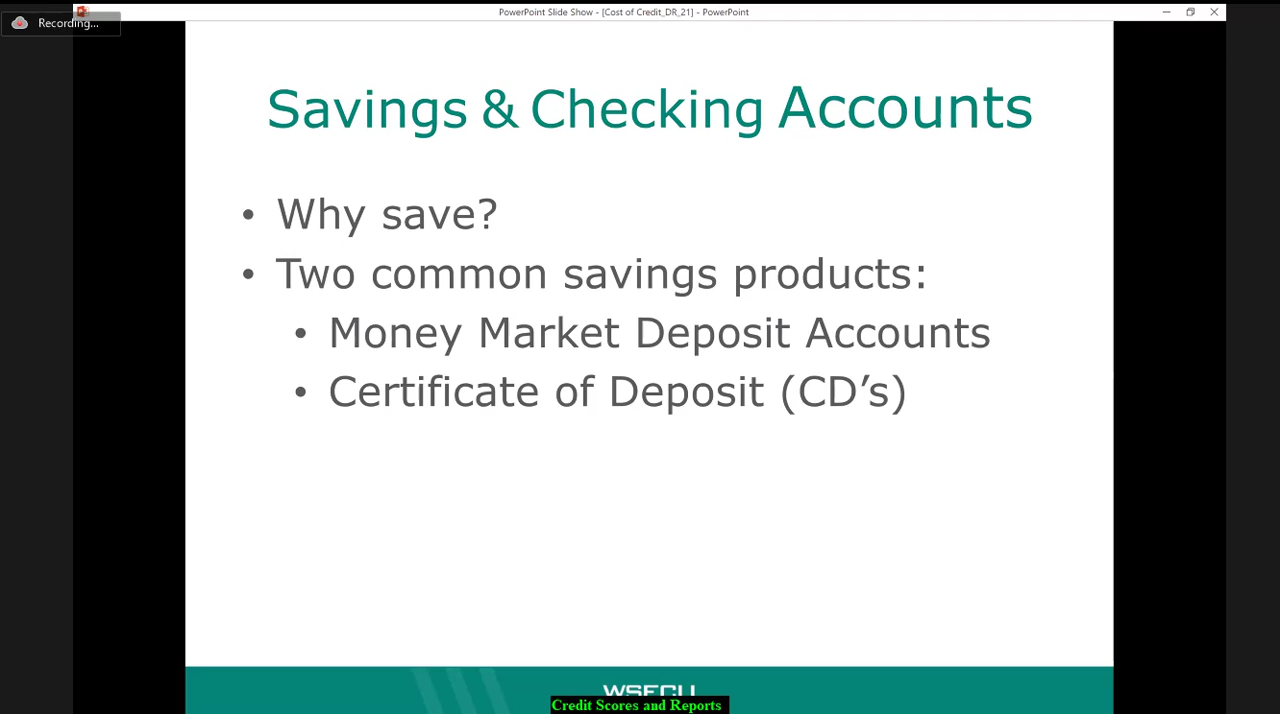 PowerPoint Slide Show - [Cost of Credit_DR_21] - PowerPoint
Recording...
Savings & Checking Accounts
• Why save?
• Two common savings products:
• Money Market Deposit Accounts
• Certificate of Deposit (CD’s)
WSECU
Credit Scores and Reports